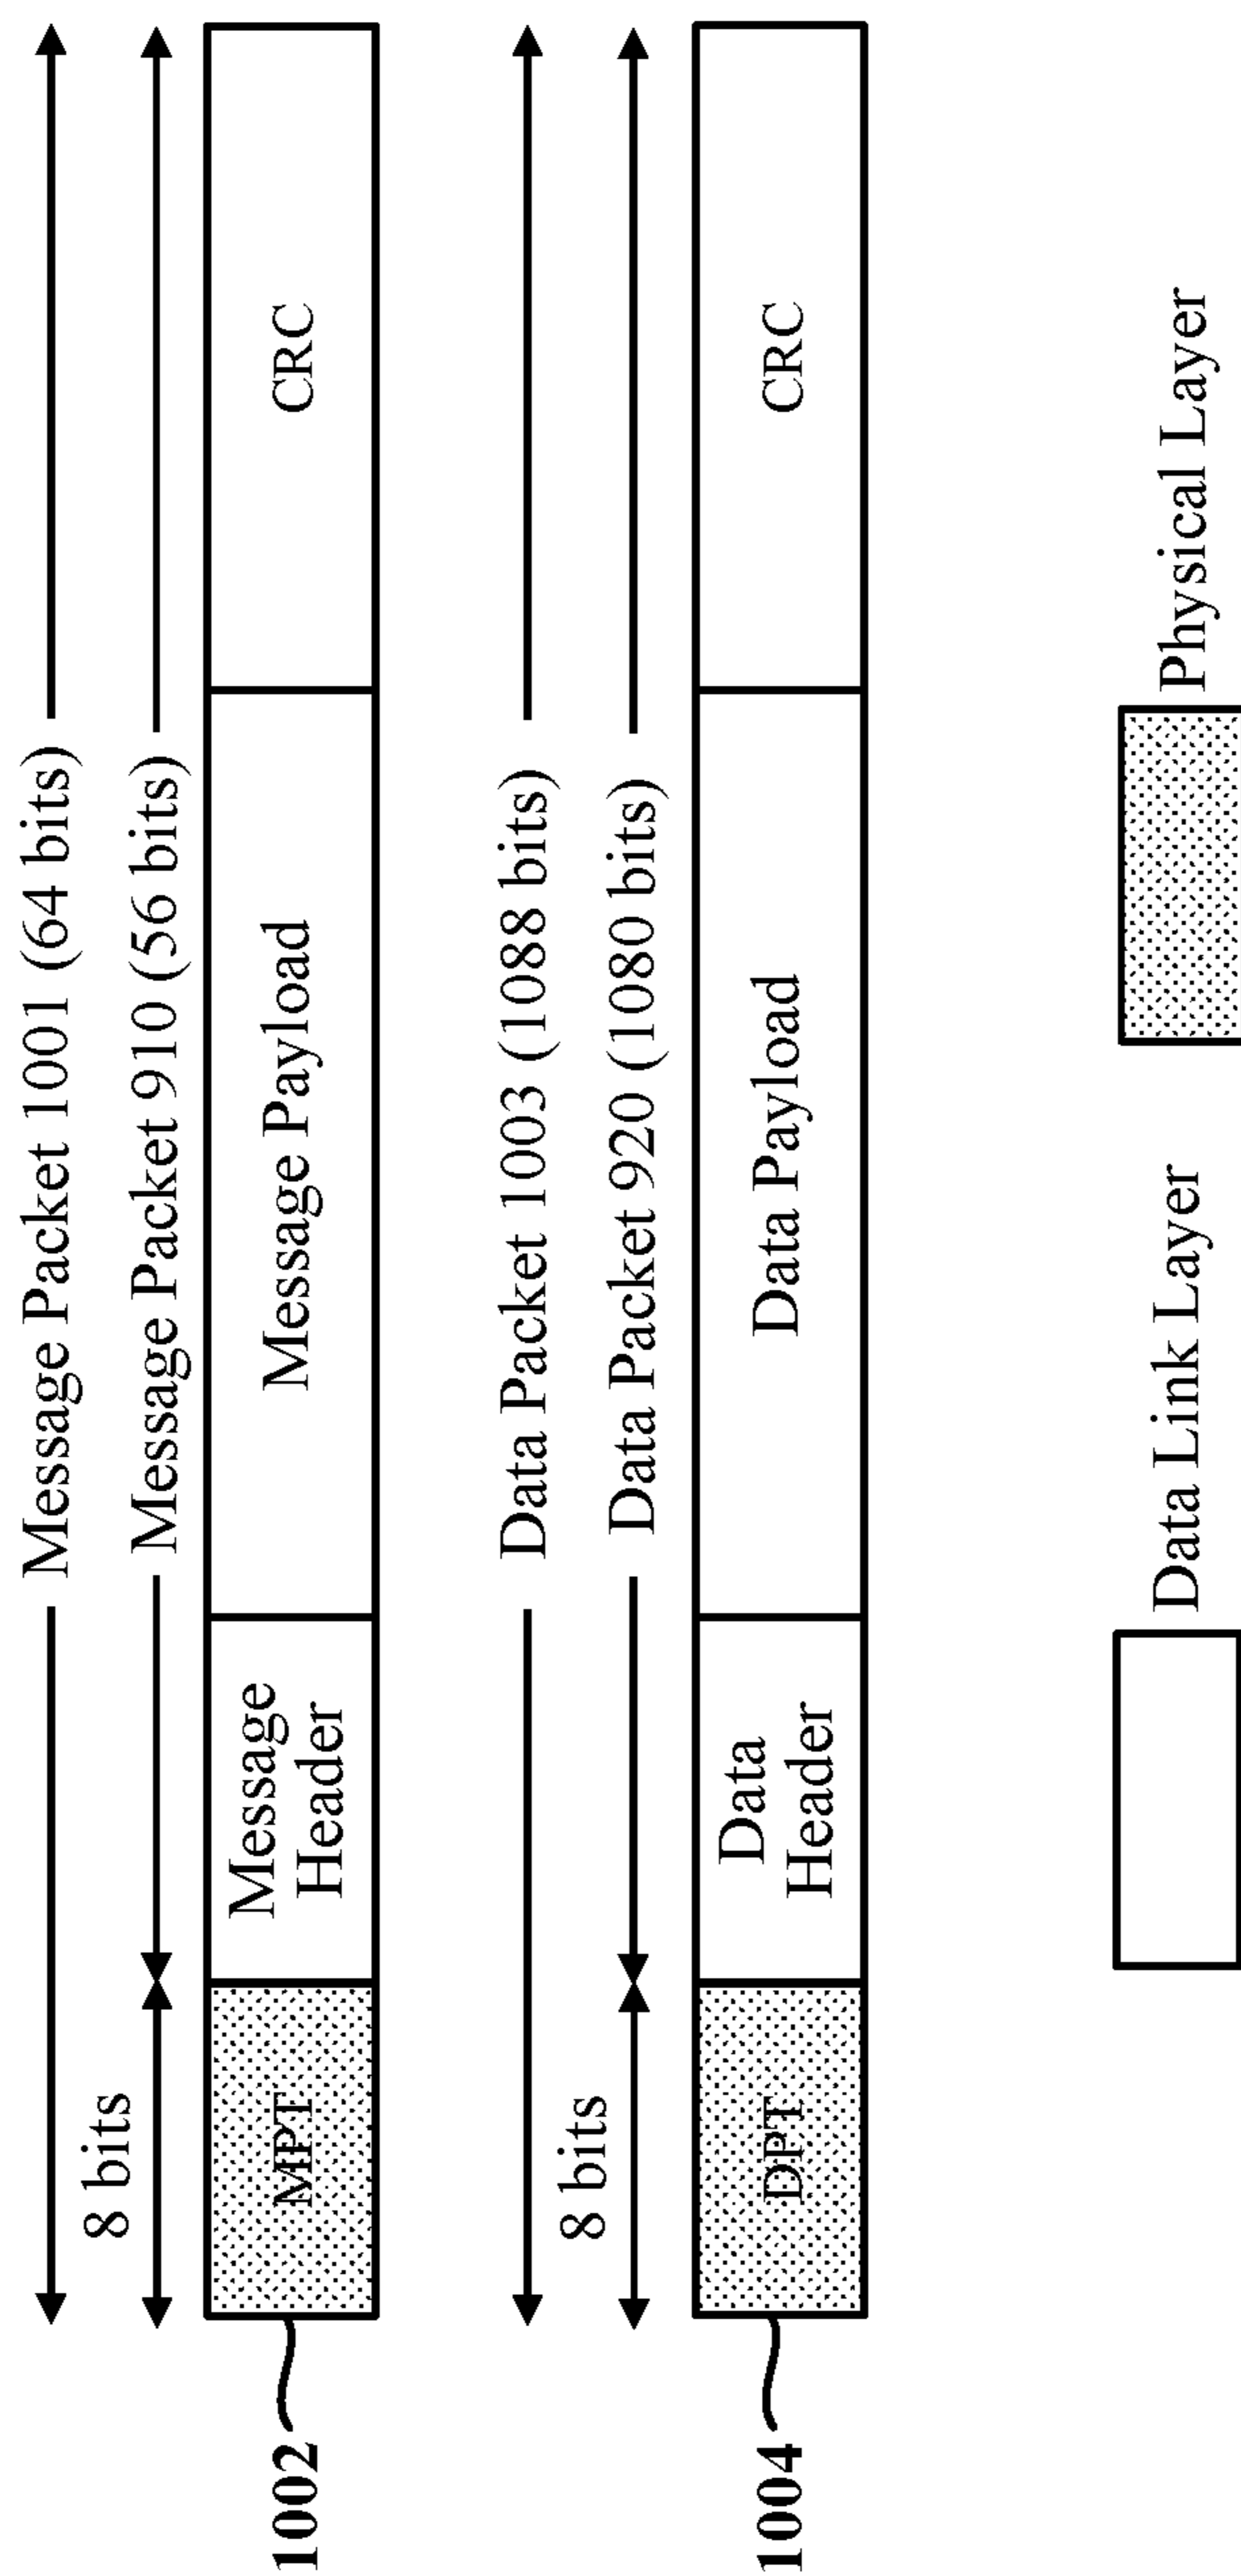 Message Packet 1001 (64 bits)
8 bits
Message Packet 910 (56 bits)
1002
MPT
Message
Header
Message Payload
CRC
Data Packet 1003 (1088 bits)
8 bits
Data Packet 920 (1080 bits)
1004
DPT
Data
Header
Data Payload
CRC
Data Link Layer
Physical Layer